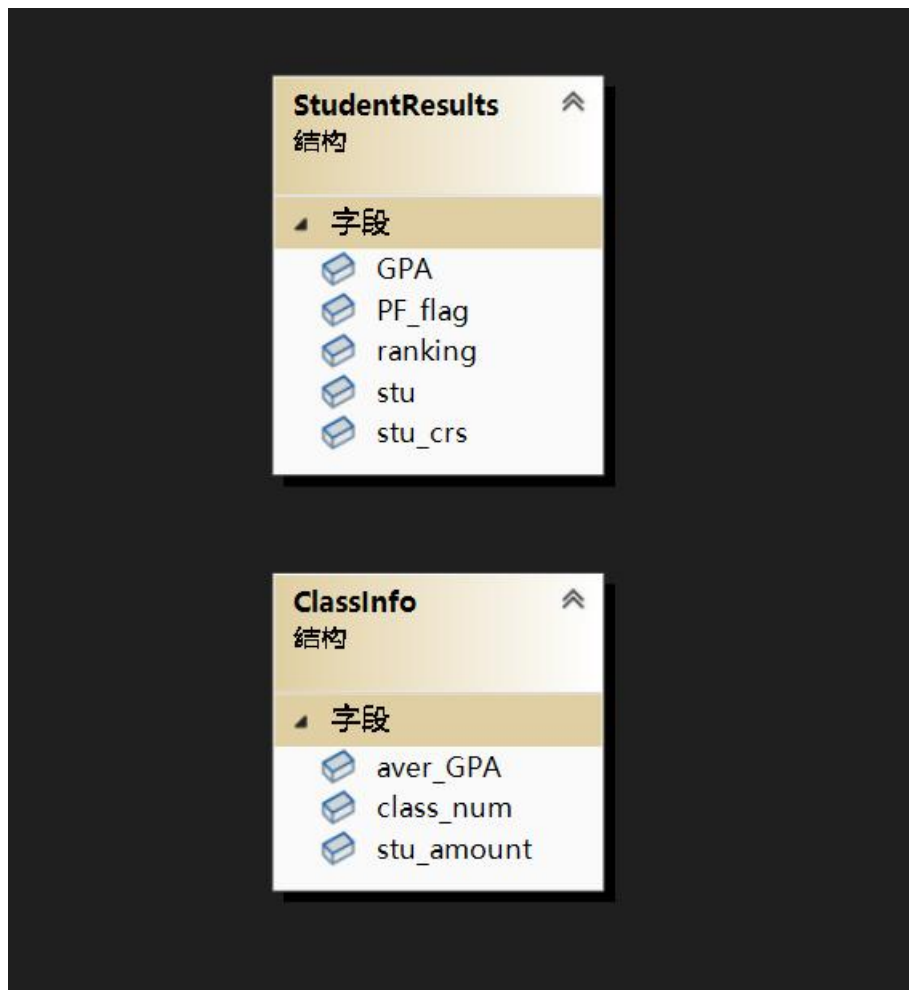 StudentResults
结构
字段
GPA
PF_flag
ranking
stu
stu_crs
ClassInfo
结构
字段
aver_GPA
class_num
stu_amount